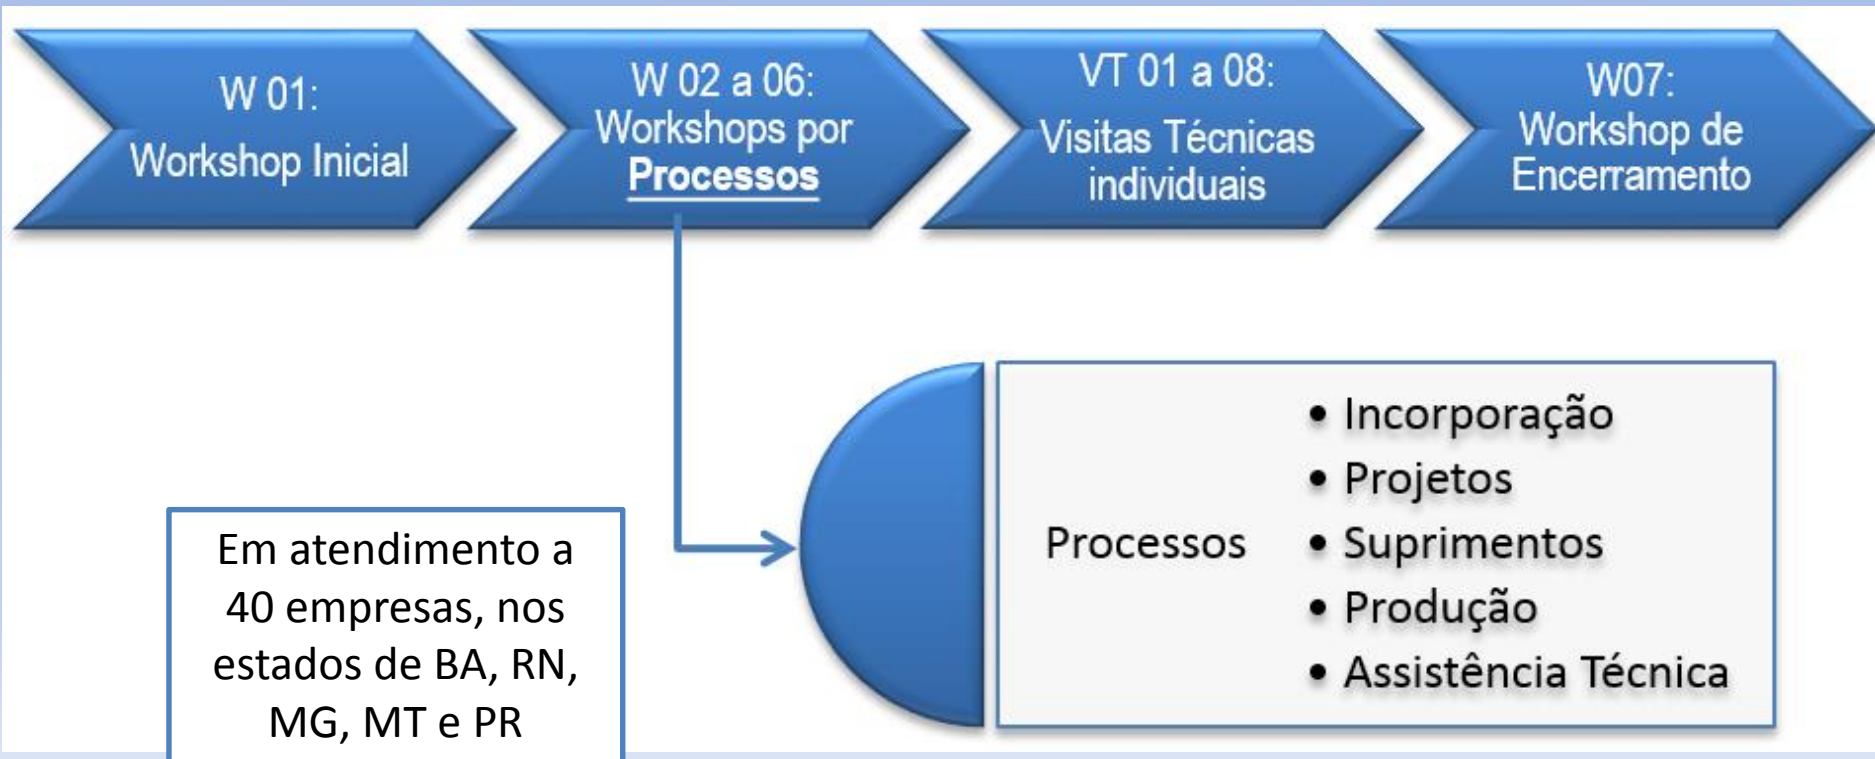 W 01:
Workshop Inicial
W 02 a 06:
Workshops por
Processos
VT 01 a 08:
Visitas Técnicas
individuais
W07:
Workshop de
Encerramento
Processos
• Incorporação
• Projetos
• Suprimentos
• Produção
• Assistência Técnica
Em atendimento a
40 empresas, nos
estados de BA, RN,
MG, MT e PR